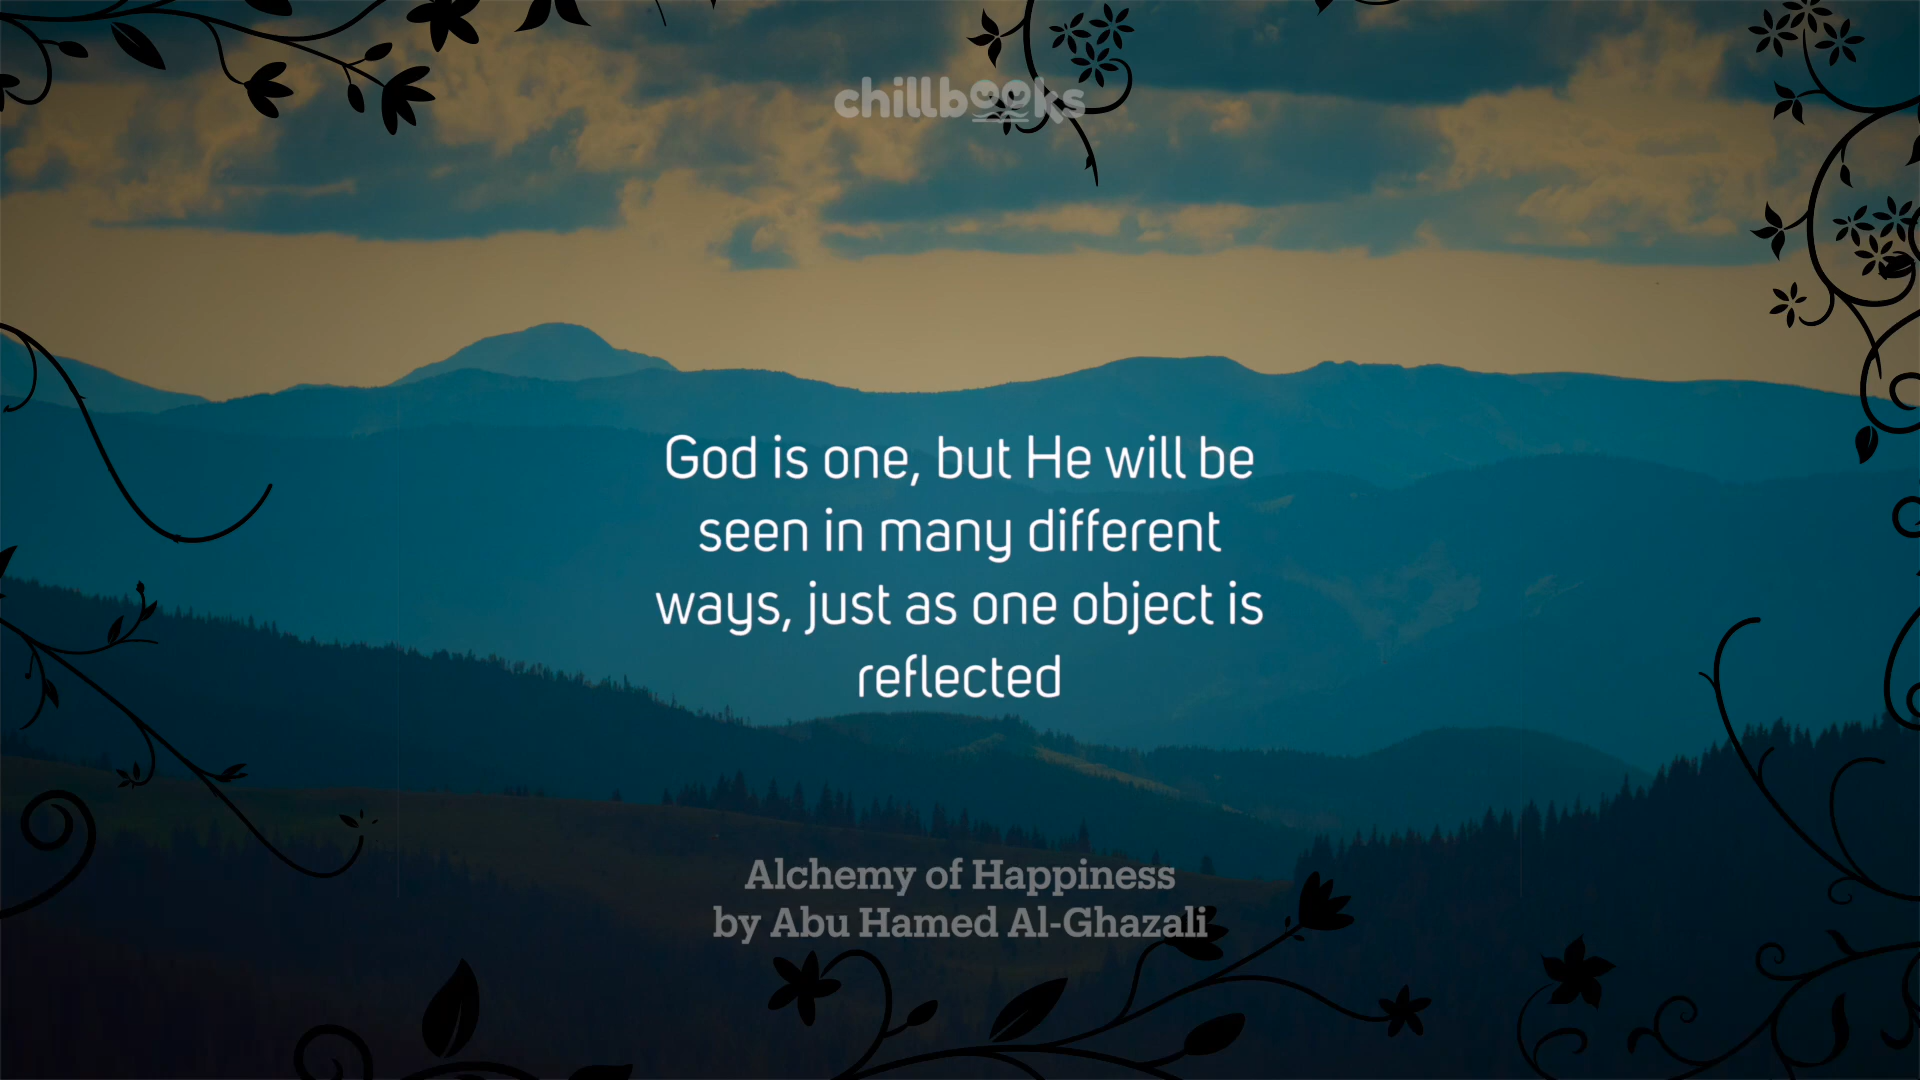 chillbooks
God is one, but He will be
seen in many different
ways, just as one object is
reflected
Alchemy of Happiness
by Abu Hamed Al-Ghazali